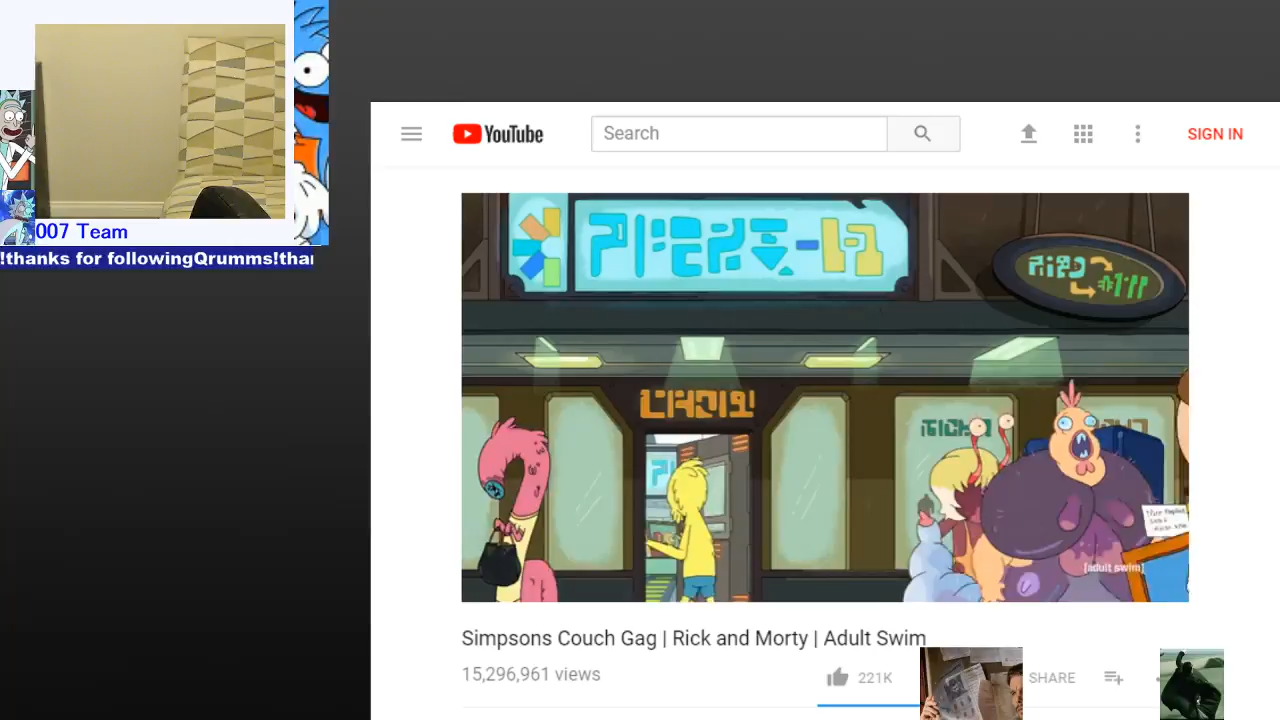 007 Team
!thanks for followingQrumms!than
YouTube
Search
SIGN IN
[adult swim]
Simpsons Couch Gag | Rick and Morty | Adult Swim
15,296,961 views
221K
SHARE